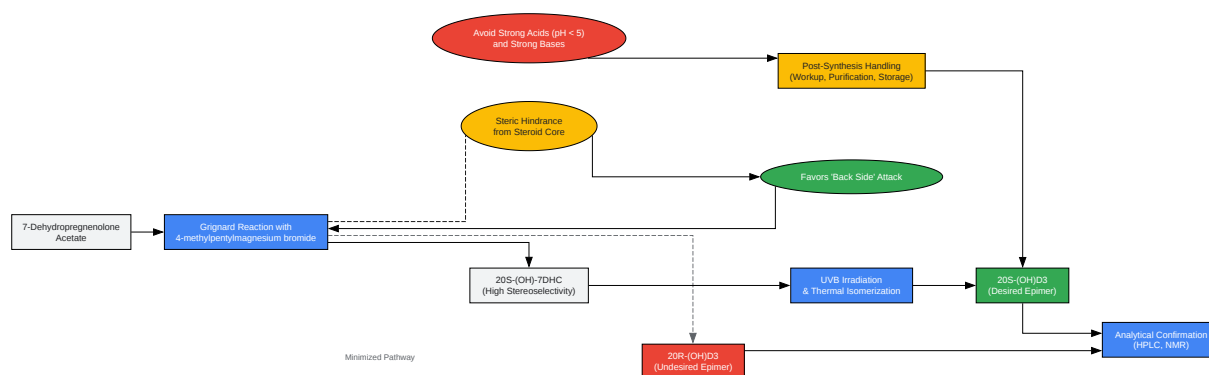 Avoid Strong Acids (pH < 5)
and Strong Bases
Post-Synthesis Handling
(Workup, Purification, Storage)
Steric Hindrance
from Steroid Core
Favors 'Back Side' Attack
7-Dehydropregnenolone
Acetate
Grignard Reaction with
4-methylpentylmagnesium bromide
20S-(OH)-7DHC
(High Stereoselectivity)
UVB Irradiation
& Thermal Isomerization
20S-(OH)D3
(Desired Epimer)
Analytical Confirmation
(HPLC, NMR)
Minimized Pathway
20R-(OH)D3
(Undesired Epimer)